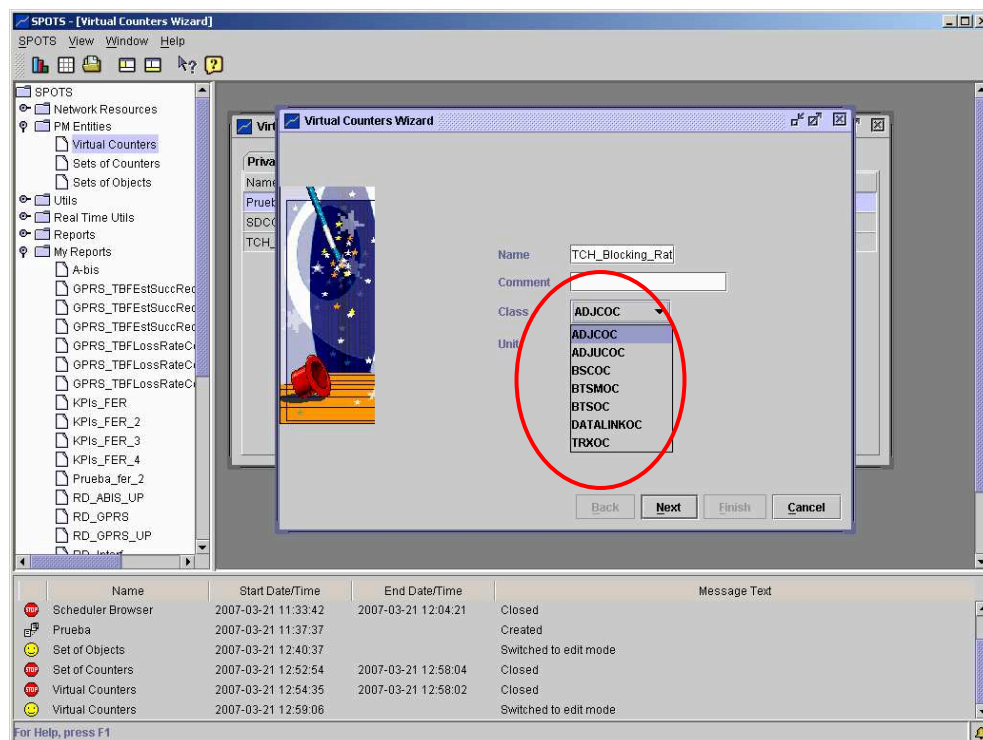 SPOTS - [Virtual Counters Wizard]
SPOTS View Window Help
SPOTS
Network Resources
PM Entities
Virtual Counters
Sets of Counters
Sets of Objects
Utils
Real Time Utils
Reports
My Reports
A-bis
GPRS_TBFEstSuccRec
GPRS_TBFEstSuccRec
GPRS_TBFEstSuccRec
GPRS_TBFLossRateC
GPRS_TBFLossRateC
GPRS_TBFLossRateC
KPIs_FER
KPIs_FER_2
KPIs_FER_3
KPIs_FER_4
Prueba_fer_2
RD_ABIS_UP
RD_GPRS
RD_GPRS_UP
Virt
Priva
Name
Prueb
SDCC
TCH_
Virtual Counters Wizard
Name TCH_Blocking_Rat
Comment
Class ADJCOC
ADJCOC
ADJUCOC
BSCOC
BTSMOC
BTSOC
DATALINKOC
TRXOC
Unit
Back Next Finish Cancel
Name Start Date/Time End Date/Time Message Text
STOP Scheduler Browser 2007-03-21 11:33:42 2007-03-21 12:04:21 Closed
Prueba 2007-03-21 11:37:37 Created
Set of Objects 2007-03-21 12:40:37 Switched to edit mode
STOP Set of Counters 2007-03-21 12:52:54 2007-03-21 12:58:04 Closed
STOP Virtual Counters 2007-03-21 12:54:35 2007-03-21 12:58:02 Closed
Virtual Counters 2007-03-21 12:59:06 Switched to edit mode
For Help, press F1